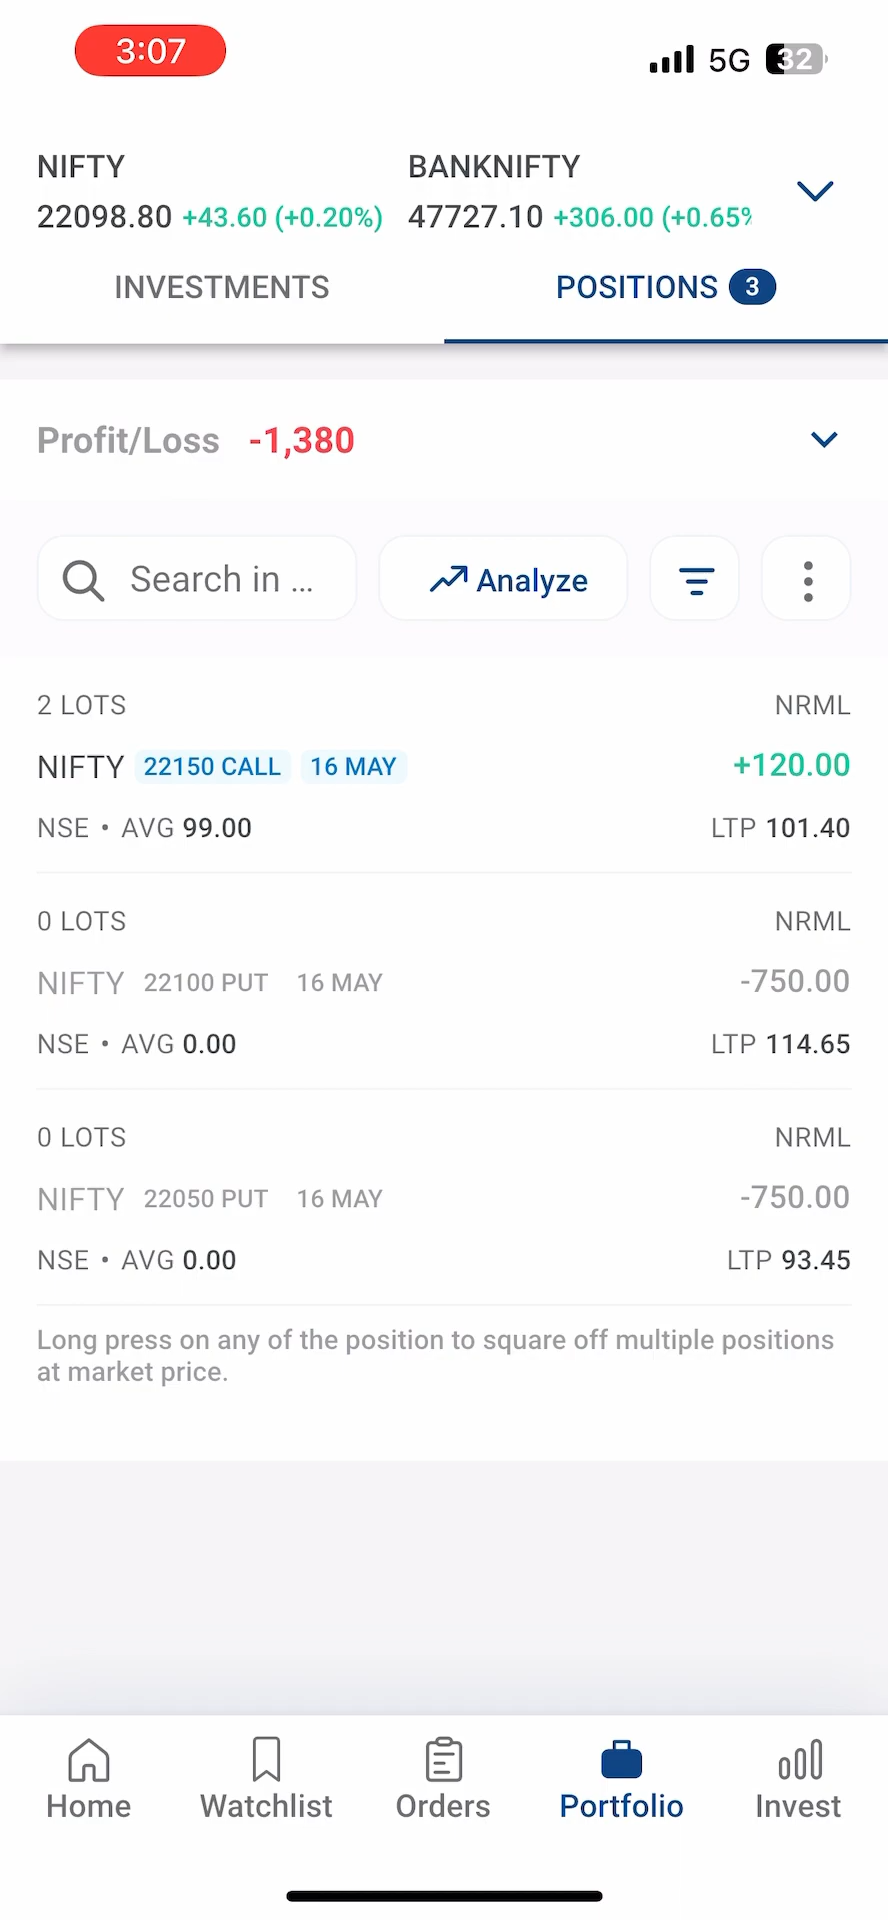 3:07 5G 32
NIFTY BANKNIFTY
22098.80 +43.60 (+0.20%) 47727.10 +306.00 (+0.65%
INVESTMENTS POSITIONS 3
Profit/Loss -1,380
Search in ... Analyze
2 LOTS NRML
NIFTY 22150 CALL 16 MAY +120.00
NSE • AVG 99.00 LTP 101.40
0 LOTS NRML
NIFTY 22100 PUT 16 MAY -750.00
NSE • AVG 0.00 LTP 114.65
0 LOTS NRML
NIFTY 22050 PUT 16 MAY -750.00
NSE • AVG 0.00 LTP 93.45
Long press on any of the position to square off multiple positions
at market price.
Home Watchlist Orders Portfolio Invest